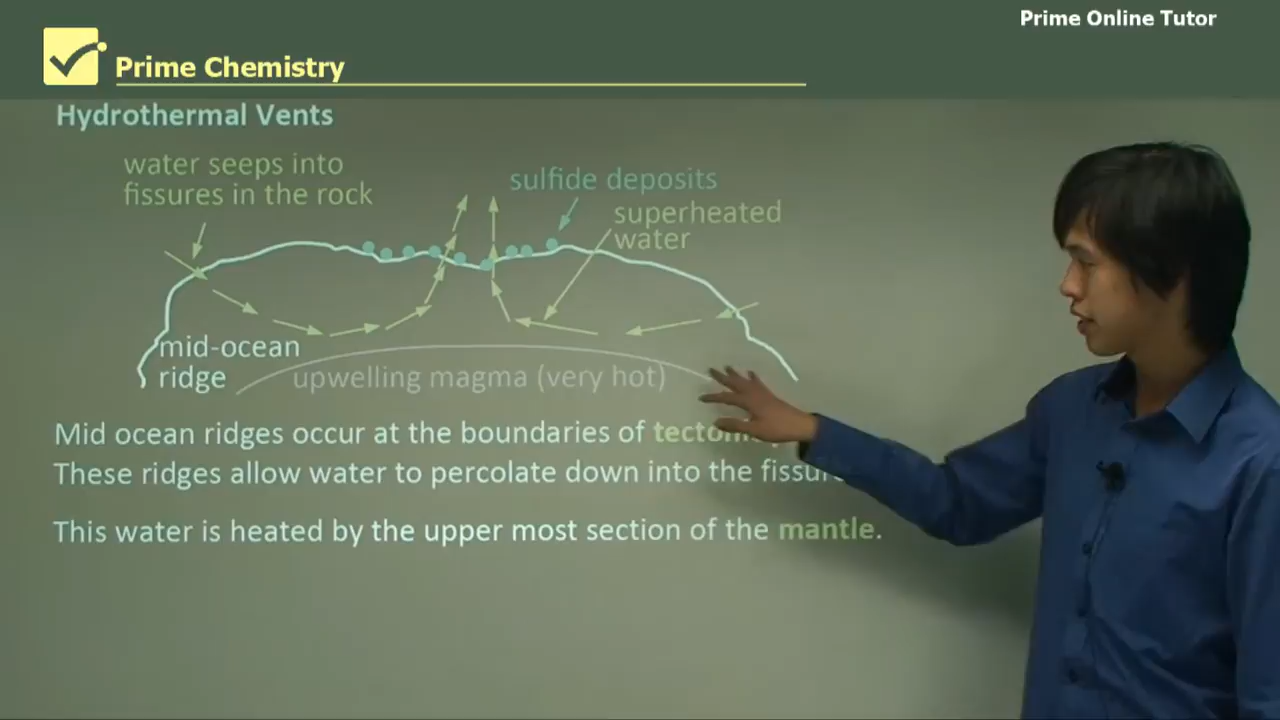 Prime Online Tutor
Prime Chemistry
Hydrothermal Vents
water seeps into
fissures in the rock
sulfide deposits
superheated
water
mid-ocean
ridge
upwelling magma (very hot)
Mid ocean ridges occur at the boundaries of
These ridges allow water to percolate down into the
This water is heated by the upper most section of the mantle.